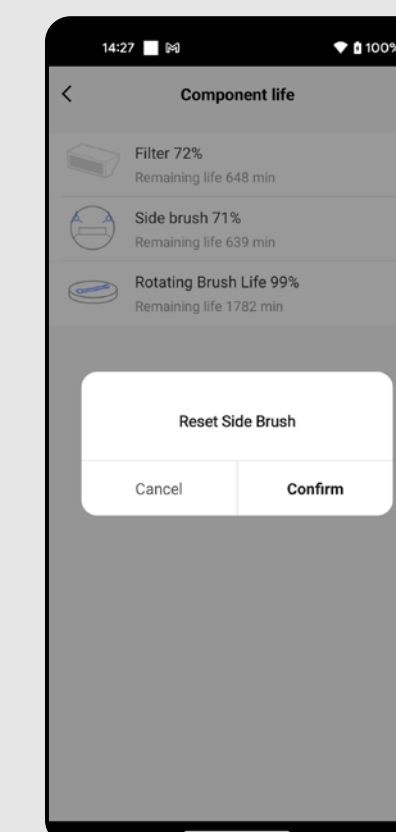 14:27 100%
Component life
Filter 72%
Remaining life 648 min
Side brush 71%
Remaining life 639 min
Rotating Brush Life 99%
Remaining life 1782 min
Reset Side Brush
Cancel Confirm